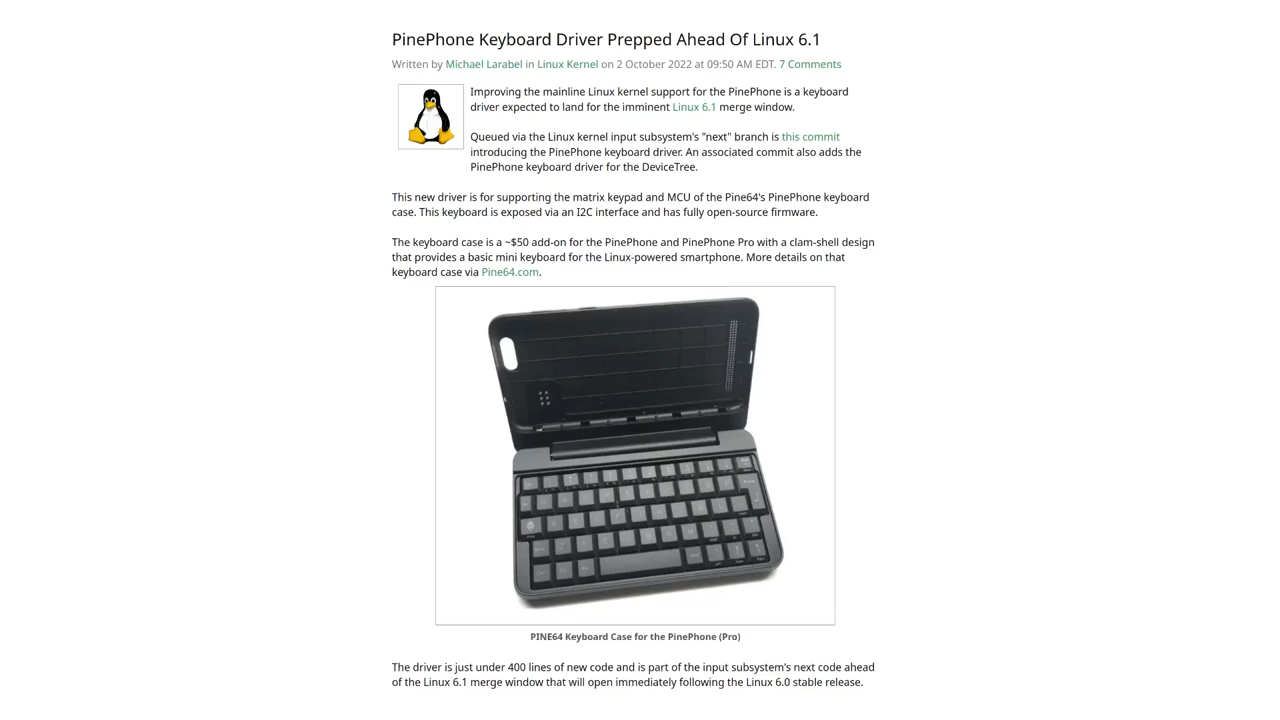 PinePhone Keyboard Driver Prepped Ahead Of Linux 6.1
Written by Michael Larabel in Linux Kernel on 2 October 2022 at 09:50 AM EDT. 7 Comments
Improving the mainline Linux kernel support for the PinePhone is a keyboard
driver expected to land for the imminent Linux 6.1 merge window.
Queued via the Linux kernel input subsystem's "next" branch is this commit
introducing the PinePhone keyboard driver. An associated commit also adds the
PinePhone keyboard driver for the DeviceTree.
This new driver is for supporting the matrix keypad and MCU of the Pine64's PinePhone keyboard
case. This keyboard is exposed via an I2C interface and has fully open-source firmware.
The keyboard case is a ~$50 add-on for the PinePhone and PinePhone Pro with a clam-shell design
that provides a basic mini keyboard for the Linux-powered smartphone. More details on that
keyboard case via Pine64.com.
PINE64 Keyboard Case for the PinePhone (Pro)
The driver is just under 400 lines of new code and is part of the input subsystem's next code ahead
of the Linux 6.1 merge window that will open immediately following the Linux 6.0 stable release.